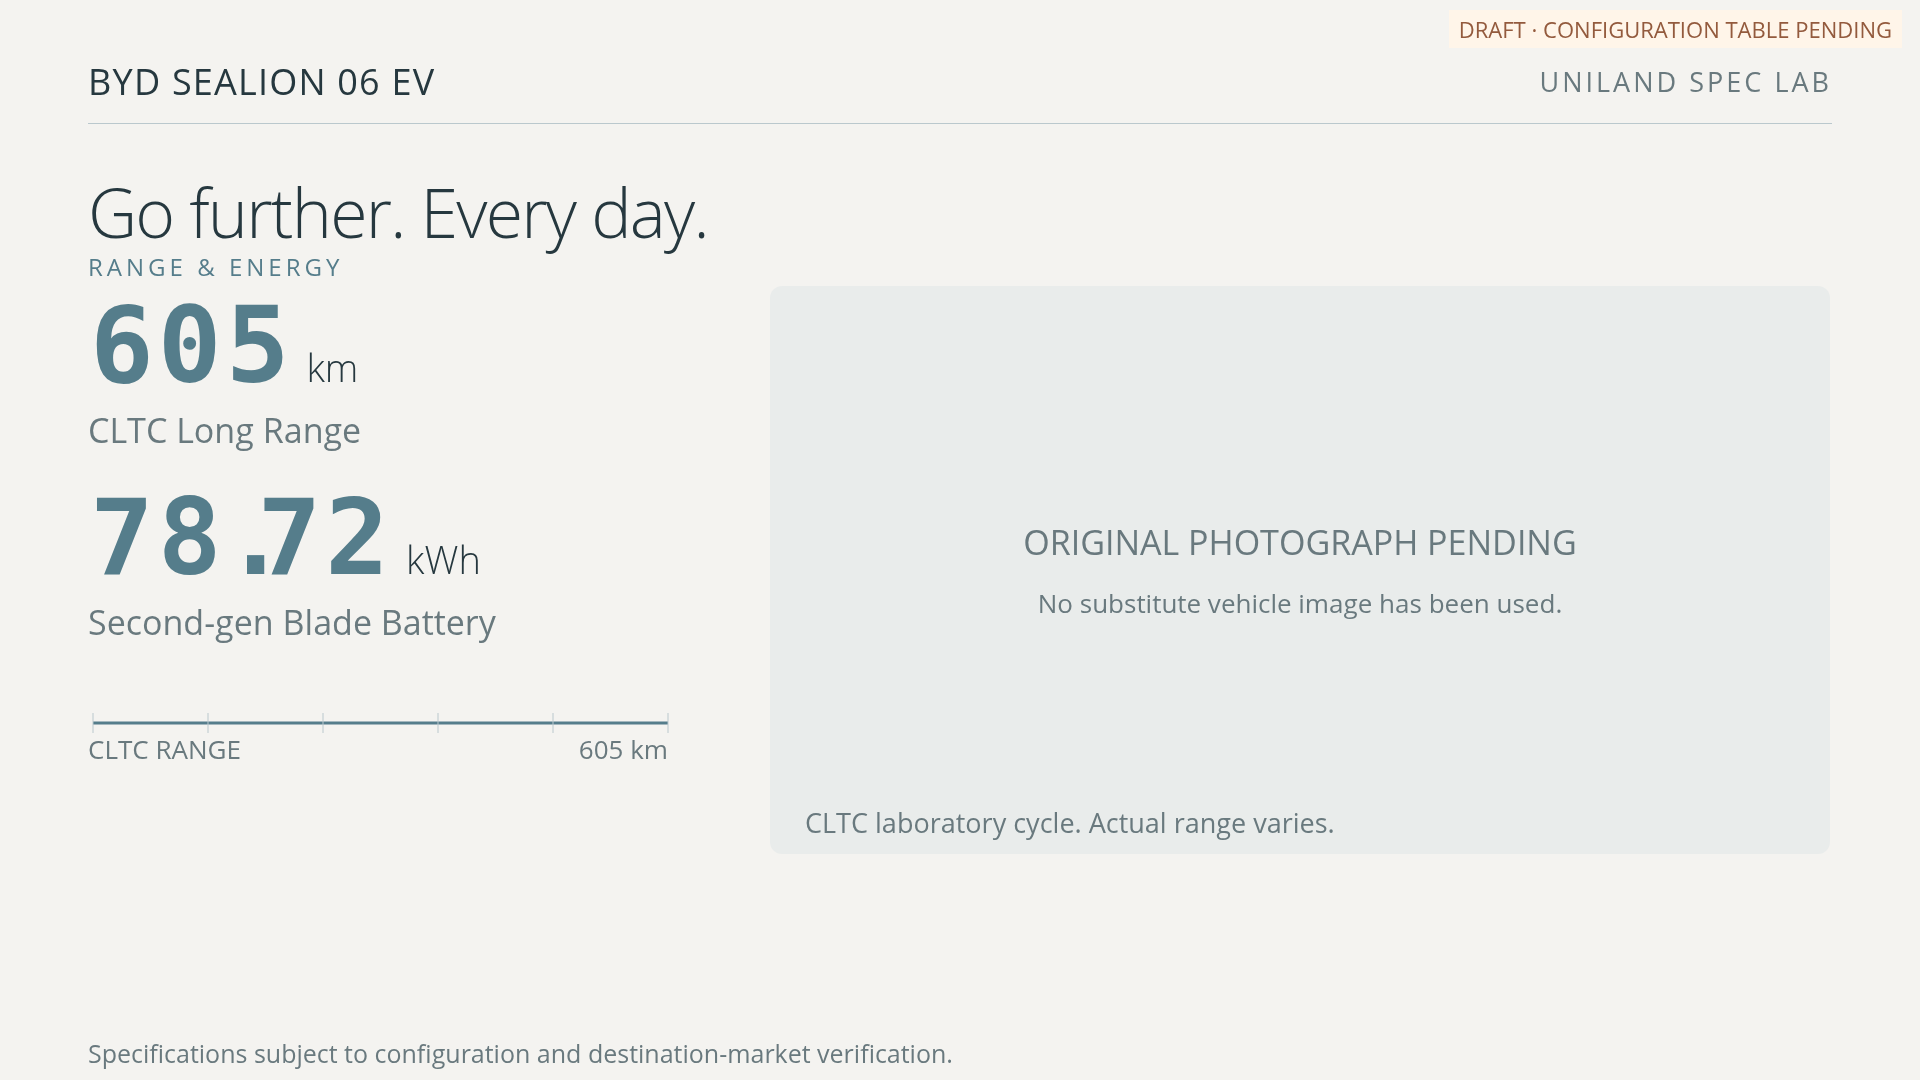 DRAFT · CONFIGURATION TABLE PENDING
BYD SEALION 06 EV
UNILAND SPEC LAB
Go further. Every day.
RANGE & ENERGY
605 km
CLTC Long Range
78.72 kWh
Second-gen Blade Battery
CLTC RANGE
605 km
ORIGINAL PHOTOGRAPH PENDING
No substitute vehicle image has been used.
CLTC laboratory cycle. Actual range varies.
Specifications subject to configuration and destination-market verification.